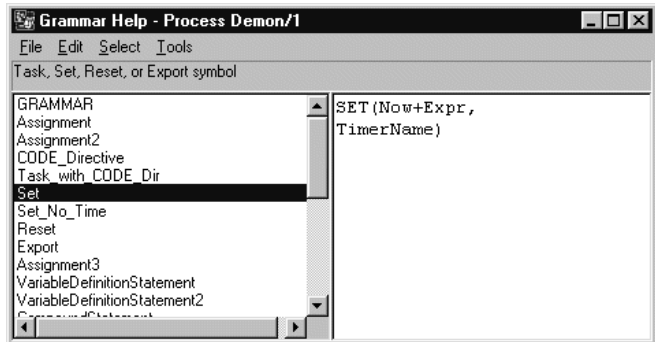 Grammar Help - Process Demon/1
File Edit Select Tools
Task, Set, Reset, or Export symbol
GRAMMAR
Assignment
Assignment2
CODE_Directive
Task_with_CODE_Dir
Set
Set_No_Time
Reset
Export
Assignment3
VariableDefinitionStatement
VariableDefinitionStatement2
CompoundStatement
SET(Now+Expr,
TimerName)